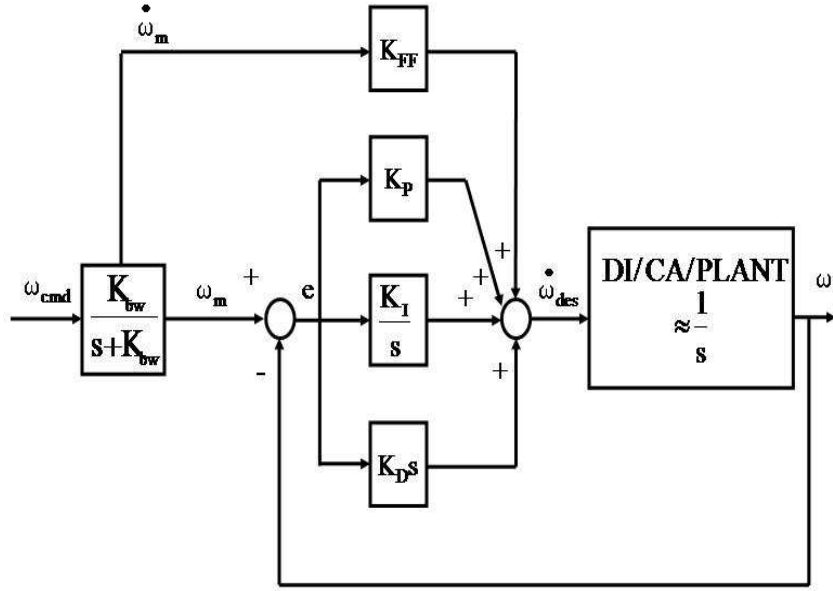 ω̇m
KFF
KP
ωcmd
Kbw
s+Kbw
ωm
+
-
e
KI
s
KDs
+
+
+
+
ω̇des
DI/CA/PLANT
≈ 1
s
ω